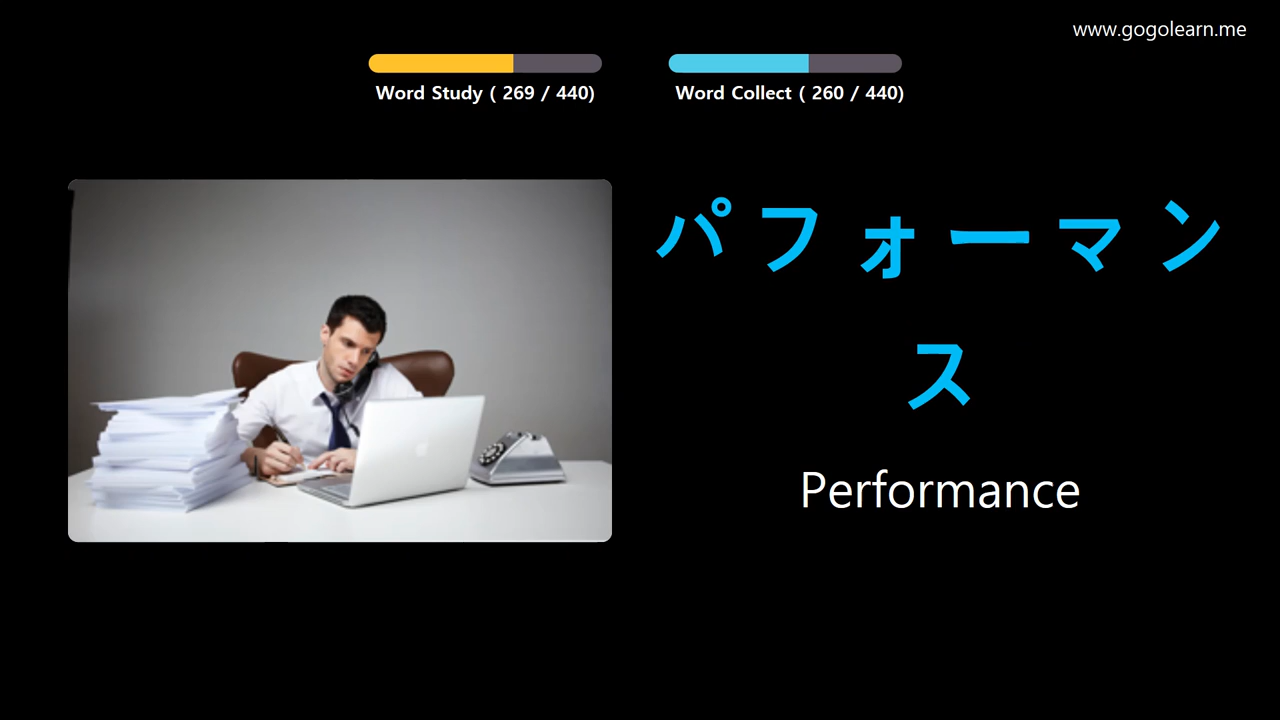 www.gogolearn.me
Word Study ( 269 / 440)
Word Collect ( 260 / 440)
パフォーマン
ス
Performance